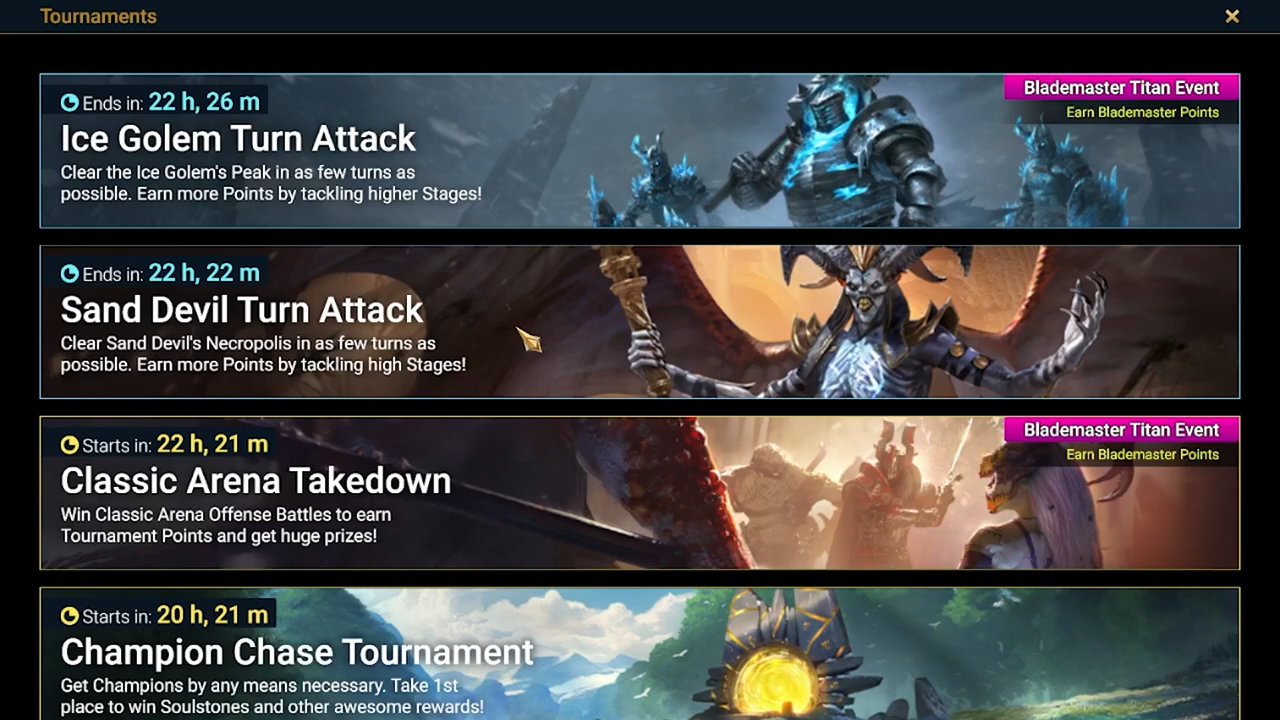 Tournaments
Ends in: 22 h, 26 m
Blademaster Titan Event
Earn Blademaster Points
Ice Golem Turn Attack
Clear the Ice Golem's Peak in as few turns as
possible. Earn more Points by tackling higher Stages!
Ends in: 22 h, 22 m
Sand Devil Turn Attack
Clear Sand Devil's Necropolis in as few turns as
possible. Earn more Points by tackling high Stages!
Starts in: 22 h, 21 m
Blademaster Titan Event
Earn Blademaster Points
Classic Arena Takedown
Win Classic Arena Offense Battles to earn
Tournament Points and get huge prizes!
Starts in: 20 h, 21 m
Champion Chase Tournament
Get Champions by any means necessary. Take 1st
place to win Soulstones and other awesome rewards!